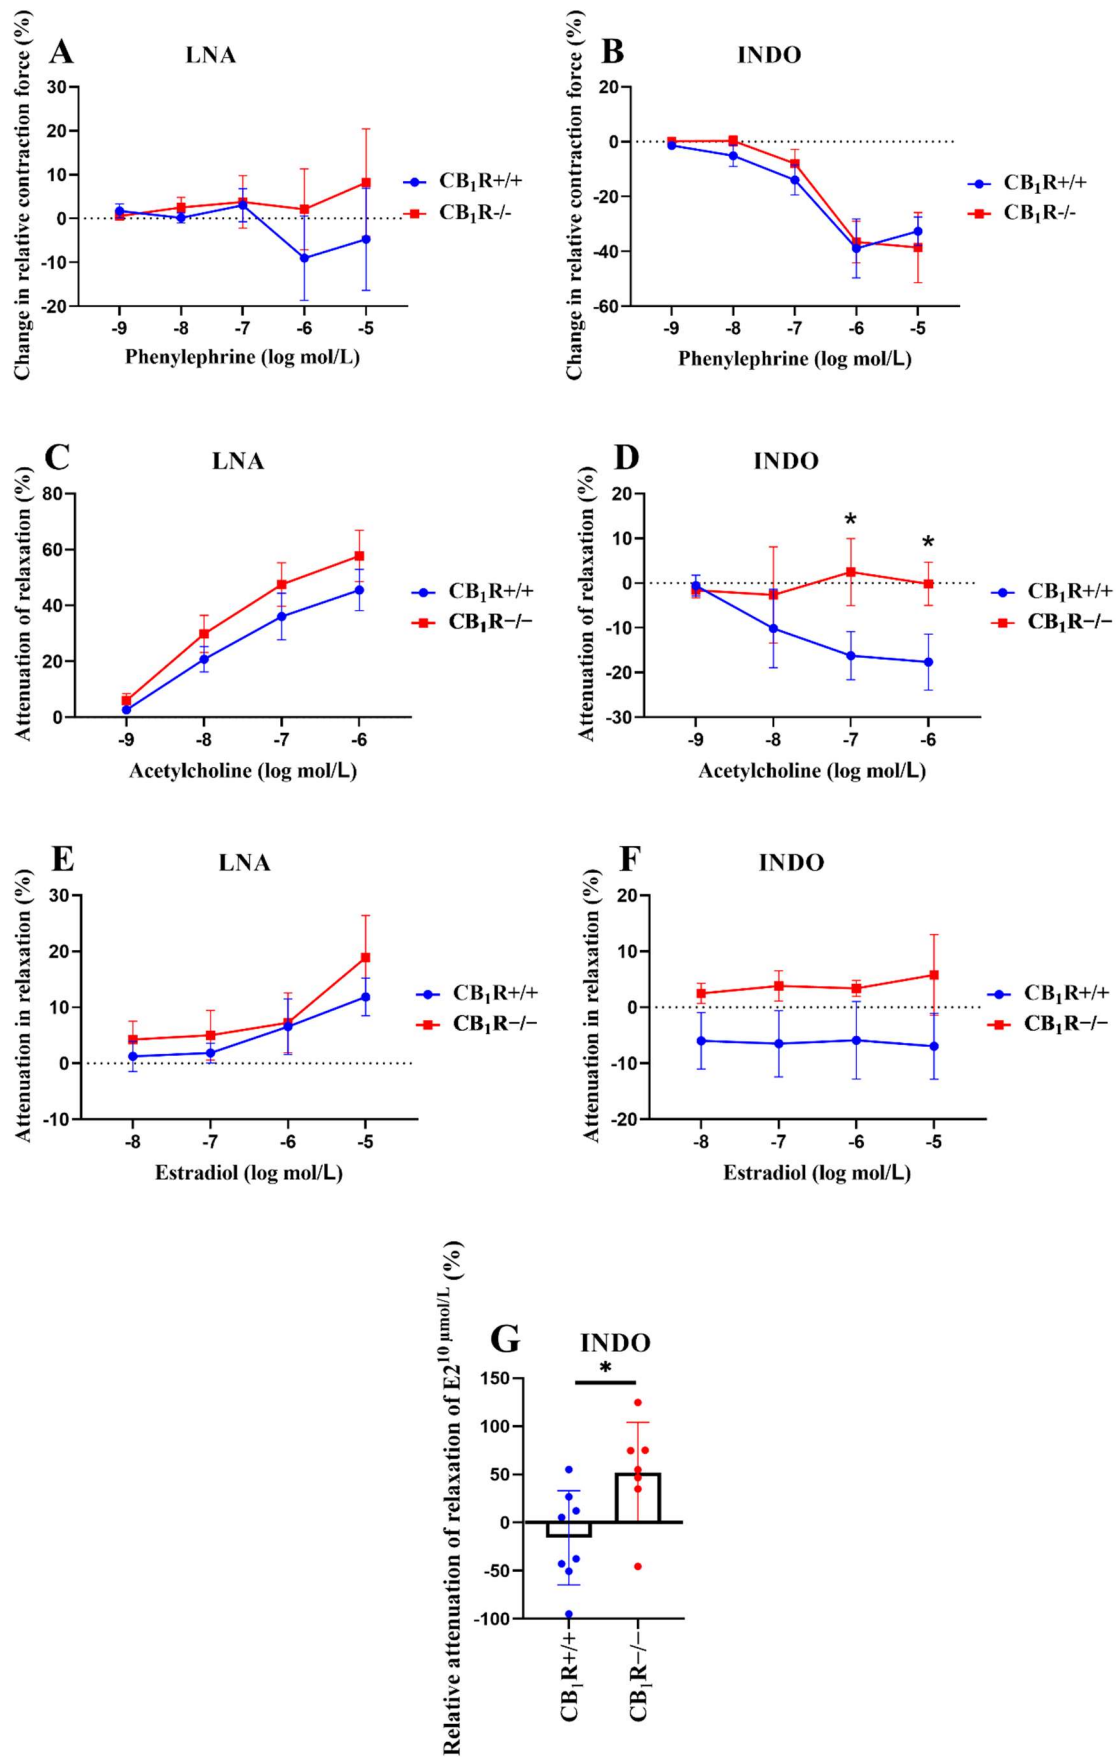 A
LNA
Change in relative contraction force (%)
30
20
10
0
-10
-20
-9 -8 -7 -6 -5
Phenylephrine (log mol/L)
CB₁R+/+
CB₁R-/-
B
INDO
Change in relative contraction force (%)
20
0
-20
-40
-60
-9 -8 -7 -6 -5
Phenylephrine (log mol/L)
CB₁R+/+
CB₁R-/-
C
LNA
Attenuation of relaxation (%)
80
60
40
20
0
-9 -8 -7 -6
Acetylcholine (log mol/L)
CB₁R+/+
CB₁R−/−
D
INDO
Attenuation of relaxation (%)
20
10
0
-10
-20
-30
* *
-9 -8 -7 -6
Acetylcholine (log mol/L)
CB₁R+/+
CB₁R−/−
E
LNA
Attenuation in relaxation (%)
30
20
10
0
-10
-8 -7 -6 -5
Estradiol (log mol/L)
CB₁R+/+
CB₁R−/−
F
INDO
Attenuation in relaxation (%)
20
10
0
-10
-20
-8 -7 -6 -5
Estradiol (log mol/L)
CB₁R+/+
CB₁R−/−
G
INDO
*
Relative attenuation of relaxation of E2¹⁰ ᵘᵐᵒˡ/ᴸ (%)
150
100
50
0
-50
-100
CB₁R+/+
CB₁R−/−